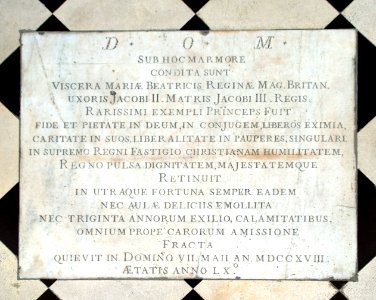 D · O · M ·
SUB HOC MARMORE
CONDITA SUNT
VISCERA MARIÆ BEATRICIS REGINÆ MAG. BRITAN.
UXORIS JACOBI II. MATRIS JACOBI III. REGIS.
RARISSIMI EXEMPLI PRINCEPS FUIT
FIDE ET PIETATE IN DEUM, IN CONJUGEM, LIBEROS EXIMIA,
CARITATE IN SUOS, LIBERALITATE IN PAUPERES, SINGULARI.
IN SUPREMO REGNI FASTIGIO CHRISTIANAM HUMILITATEM,
REGNO PULSA DIGNITATEM, MAJESTATEMQUE
RETINUIT
IN UTRAQUE FORTUNA SEMPER EADEM
NEC AULÆ DELICIIS EMOLLITA
NEC TRIGINTA ANNORUM EXILIO, CALAMITATIBUS,
OMNIUM PROPE CARORUM AMISSIONE
FRACTA
QUIEVIT IN DOMINO VII. MAII AN. MDCCXVIII
ÆTATIS ANNO LX.º